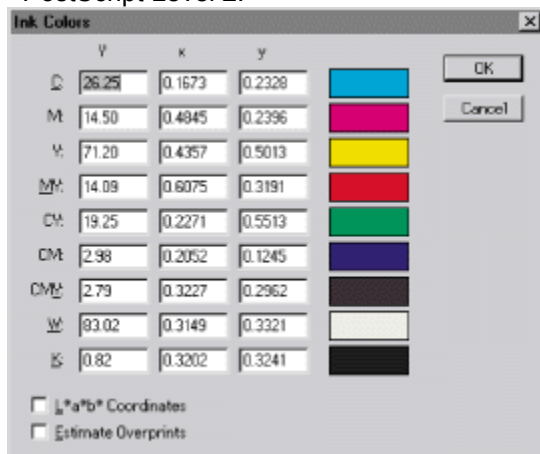 PostScript Level 2.
Ink Colors
Y x y
C: 26.25 0.1673 0.2328 OK
M: 14.50 0.4845 0.2396 Cancel
Y: 71.20 0.4357 0.5013
MY: 14.09 0.6075 0.3191
CY: 19.25 0.2271 0.5513
CM: 2.98 0.2052 0.1245
CMY: 2.79 0.3227 0.2962
W: 83.02 0.3149 0.3321
K: 0.82 0.3202 0.3241
L*a*b* Coordinates
Estimate Overprints